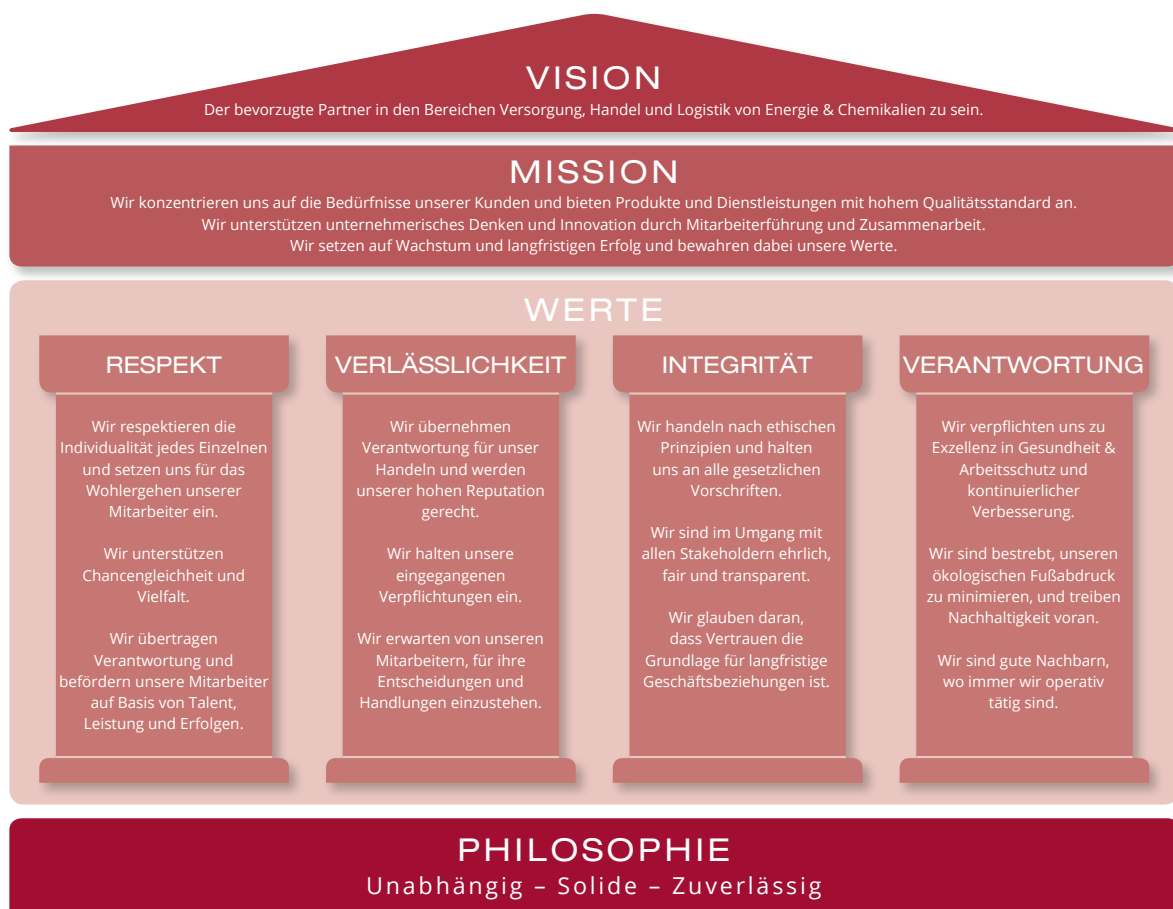 VISION
Der bevorzugte Partner in den Bereichen Versorgung, Handel und Logistik von Energie & Chemikalien zu sein.
MISSION
Wir konzentrieren uns auf die Bedürfnisse unserer Kunden und bieten Produkte und Dienstleistungen mit hohem Qualitätsstandard an.
Wir unterstützen unternehmerisches Denken und Innovation durch Mitarbeiterführung und Zusammenarbeit.
Wir setzen auf Wachstum und langfristigen Erfolg und bewahren dabei unsere Werte.
WERTE
RESPEKT
Wir respektieren die
Individualität jedes Einzelnen
und setzen uns für das
Wohlergehen unserer
Mitarbeiter ein.
Wir unterstützen
Chancengleichheit und
Vielfalt.
Wir übertragen
Verantwortung und
befördern unsere Mitarbeiter
auf Basis von Talent,
Leistung und Erfolgen.
VERLÄSSLICHKEIT
Wir übernehmen
Verantwortung für unser
Handeln und werden
unserer hohen Reputation
gerecht.
Wir halten unsere
eingegangenen
Verpflichtungen ein.
Wir erwarten von unseren
Mitarbeitern, für ihre
Entscheidungen und
Handlungen einzustehen.
INTEGRITÄT
Wir handeln nach ethischen
Prinzipien und halten
uns an alle gesetzlichen
Vorschriften.
Wir sind im Umgang mit
allen Stakeholdern ehrlich,
fair und transparent.
Wir glauben daran,
dass Vertrauen die
Grundlage für langfristige
Geschäftsbeziehungen ist.
VERANTWORTUNG
Wir verpflichten uns zu
Exzellenz in Gesundheit &
Arbeitsschutz und
kontinuierlicher
Verbesserung.
Wir sind bestrebt, unseren
ökologischen Fußabdruck
zu minimieren, und treiben
Nachhaltigkeit voran.
Wir sind gute Nachbarn,
wo immer wir operativ
tätig sind.
PHILOSOPHIE
Unabhängig – Solide – Zuverlässig